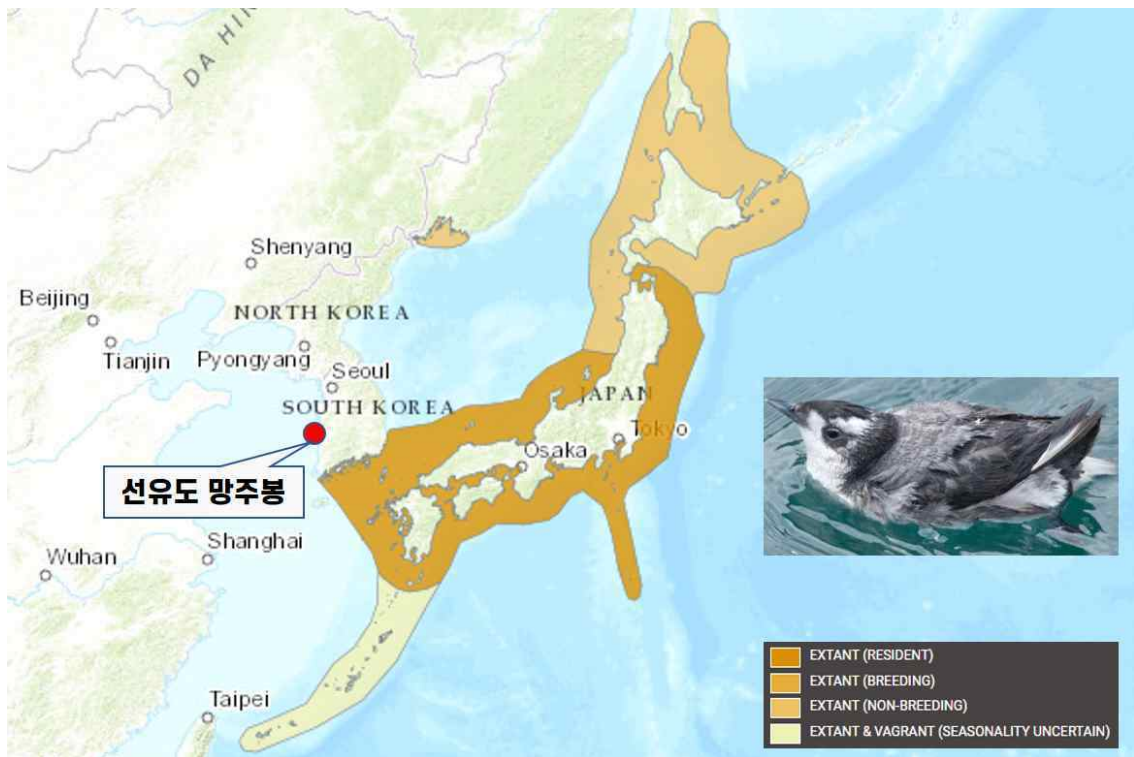 DA HIN
Shenyang
Beijing
NORTH KOREA
Tianjin
Pyongyang
Seoul
SOUTH KOREA
JAPAN
Tokyo
Osaka
선유도 망주봉
Shanghai
Wuhan
Taipei
EXTANT (RESIDENT)
EXTANT (BREEDING)
EXTANT (NON-BREEDING)
EXTANT & VAGRANT (SEASONALITY UNCERTAIN)